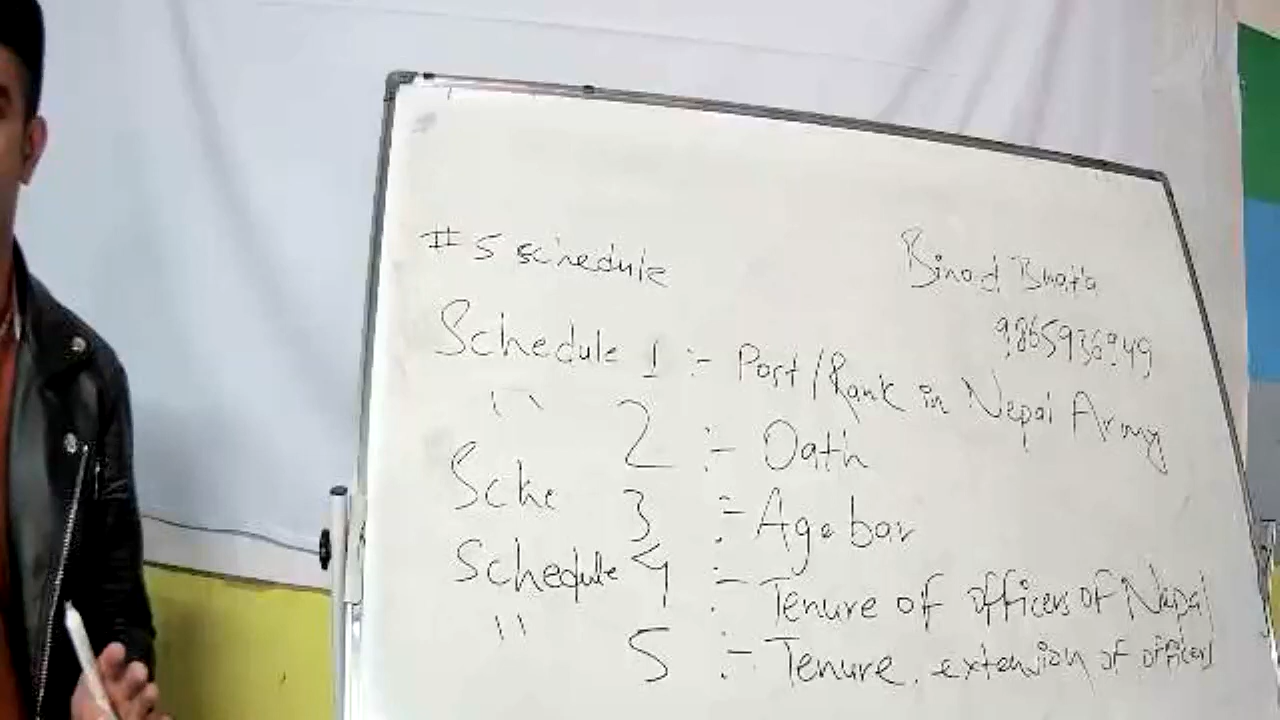 # 5 schedule
Binod Bhata
9865936949
Schedule 1 :- Post/Rank in Nepal Army
" 2 :- Oath
Sche 3 :- Age bar
Schedule 4 :- Tenure of officers of Nepal
" 5 :- Tenure extension of officers